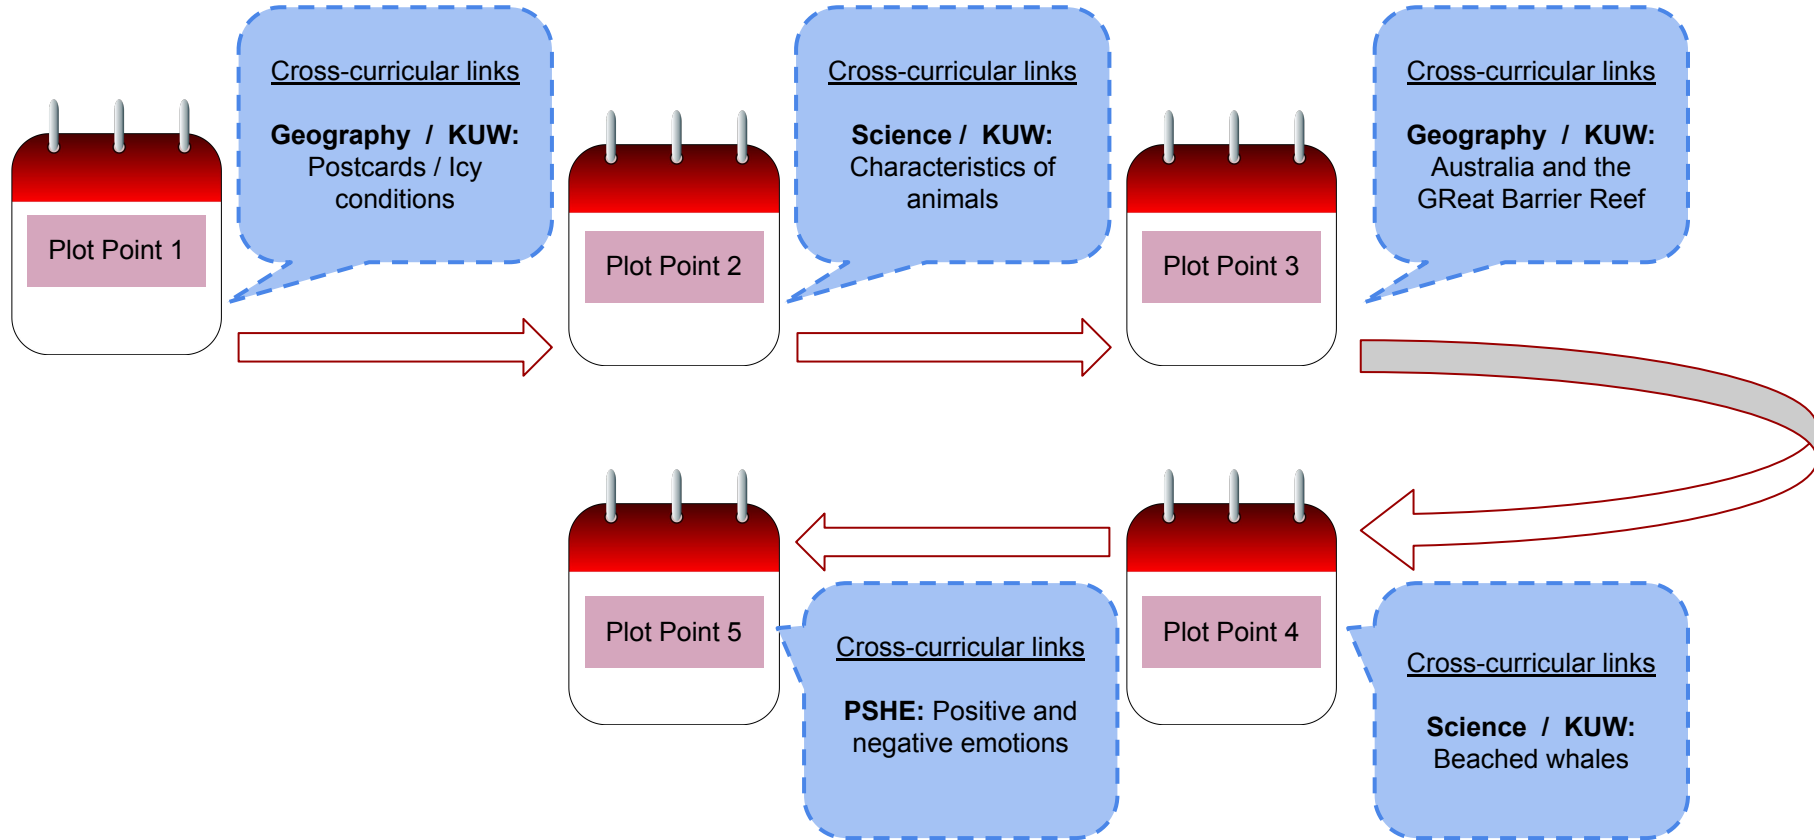 Plot Point 1
Cross-curricular links
Geography / KUW:
Postcards / Icy
conditions
Plot Point 2
Cross-curricular links
Science / KUW:
Characteristics of
animals
Plot Point 3
Cross-curricular links
Geography / KUW:
Australia and the
GReat Barrier Reef
Plot Point 4
Cross-curricular links
Science / KUW:
Beached whales
Plot Point 5
Cross-curricular links
PSHE: Positive and
negative emotions